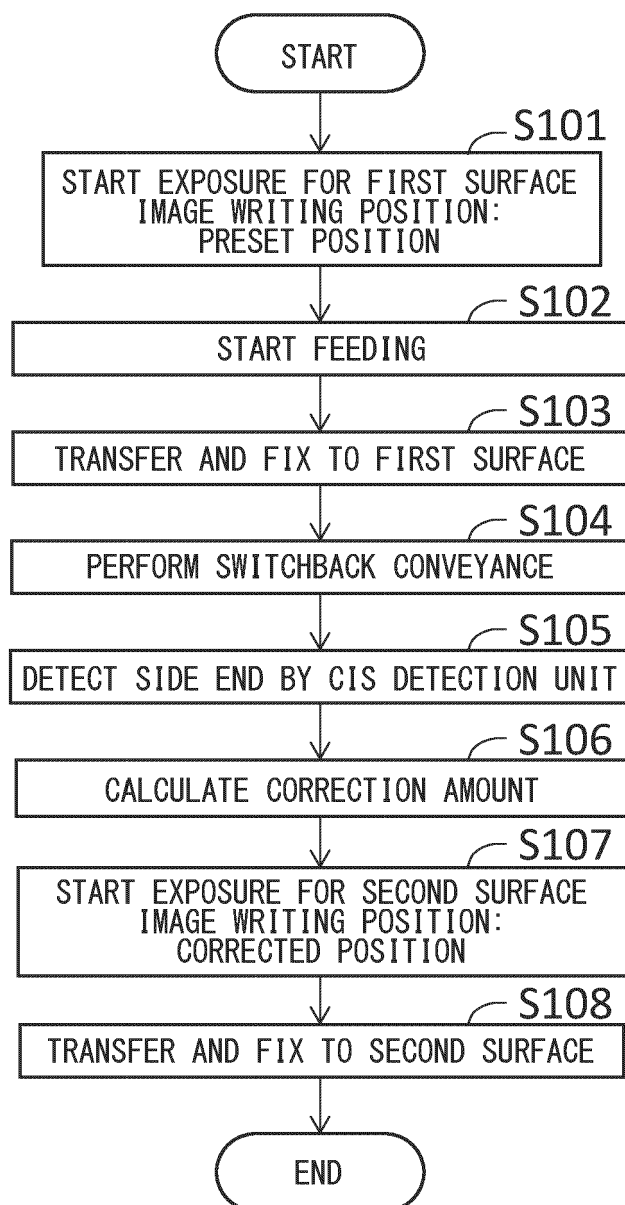 START
S101
START EXPOSURE FOR FIRST SURFACE
IMAGE WRITING POSITION:
PRESET POSITION
S102
START FEEDING
S103
TRANSFER AND FIX TO FIRST SURFACE
S104
PERFORM SWITCHBACK CONVEYANCE
S105
DETECT SIDE END BY CIS DETECTION UNIT
S106
CALCULATE CORRECTION AMOUNT
S107
START EXPOSURE FOR SECOND SURFACE
IMAGE WRITING POSITION:
CORRECTED POSITION
S108
TRANSFER AND FIX TO SECOND SURFACE
END